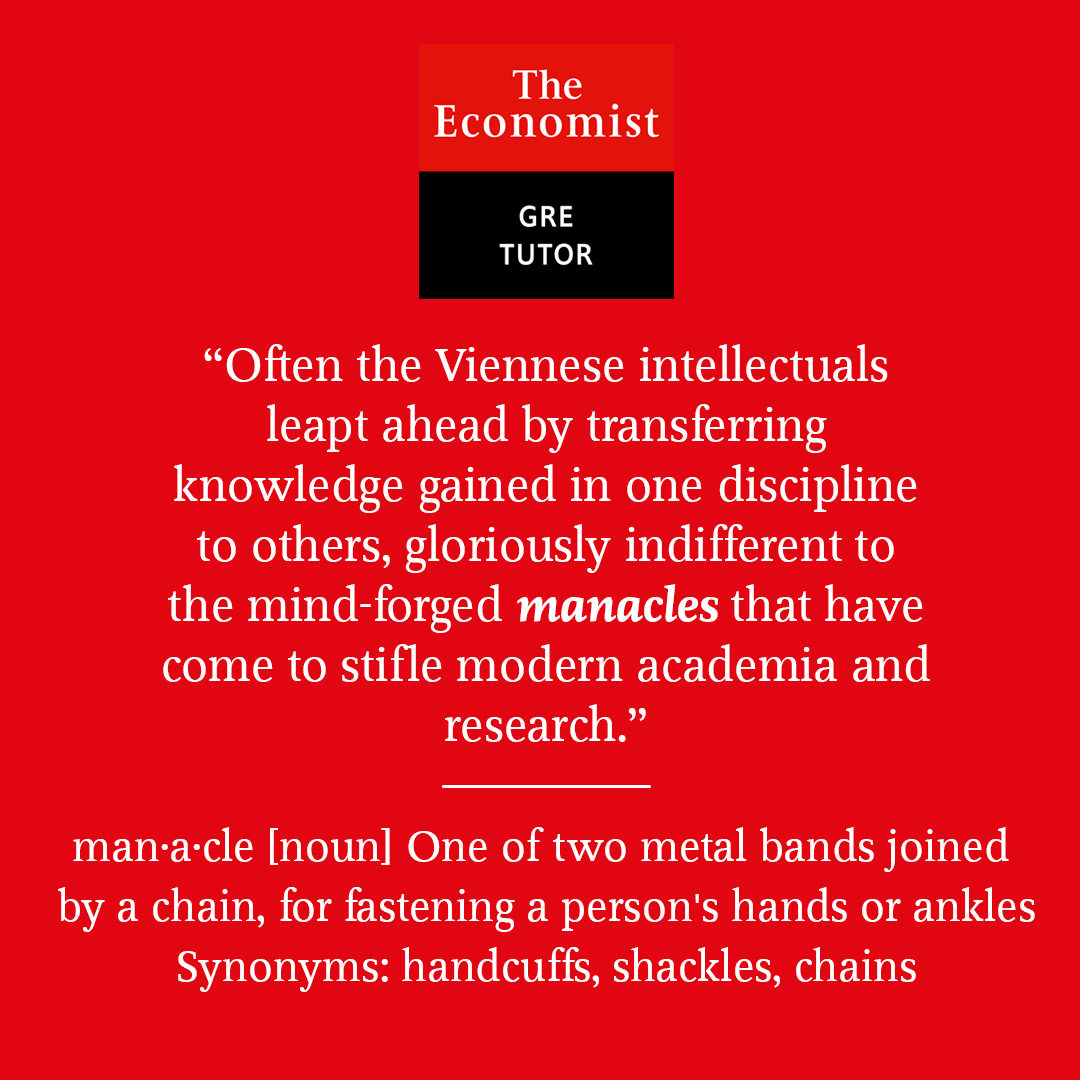 The
Economist
GRE
TUTOR
“Often the Viennese intellectuals
leapt ahead by transferring
knowledge gained in one discipline
to others, gloriously indifferent to
the mind-forged manacles that have
come to stifle modern academia and
research.”
man·a·cle [noun] One of two metal bands joined
by a chain, for fastening a person's hands or ankles
Synonyms: handcuffs, shackles, chains